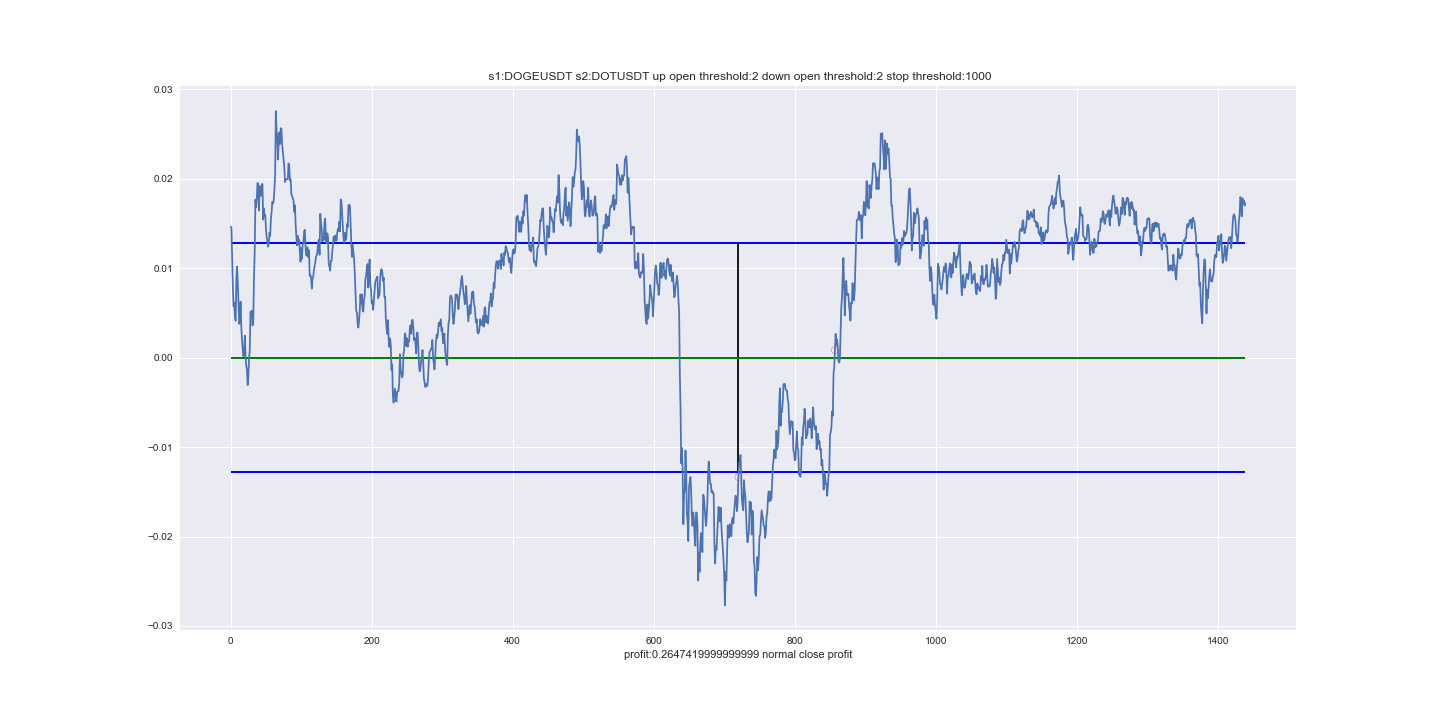 s1:DOGEUSDT s2:DOTUSDT up open threshold:2 down open threshold:2 stop threshold:1000
0.03
0.02
0.01
0.00
−0.01
−0.02
−0.03
0 200 400 600 800 1000 1200 1400
profit:0.2647419999999999 normal close profit